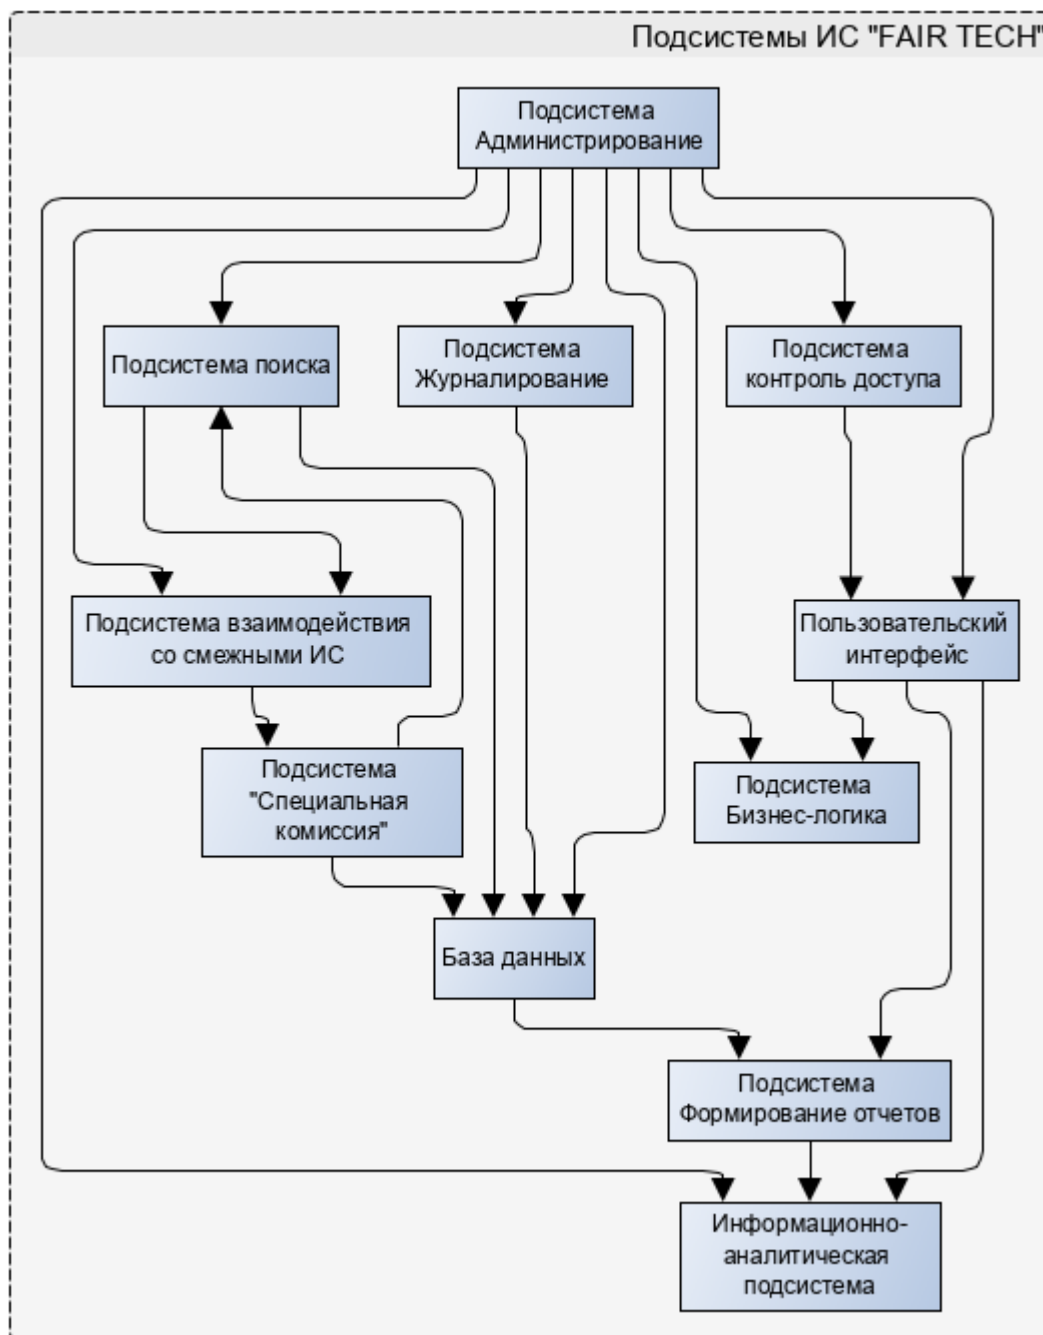 Подсистемы ИС "FAIR TECH"
Подсистема
Администрирование
Подсистема поиска
Подсистема
Журналирование
Подсистема
контроль доступа
Подсистема взаимодействия
со смежными ИС
Пользовательский
интерфейс
Подсистема
"Специальная
комиссия"
Подсистема
Бизнес-логика
База данных
Подсистема
Формирование отчетов
Информационно-
аналитическая
подсистема